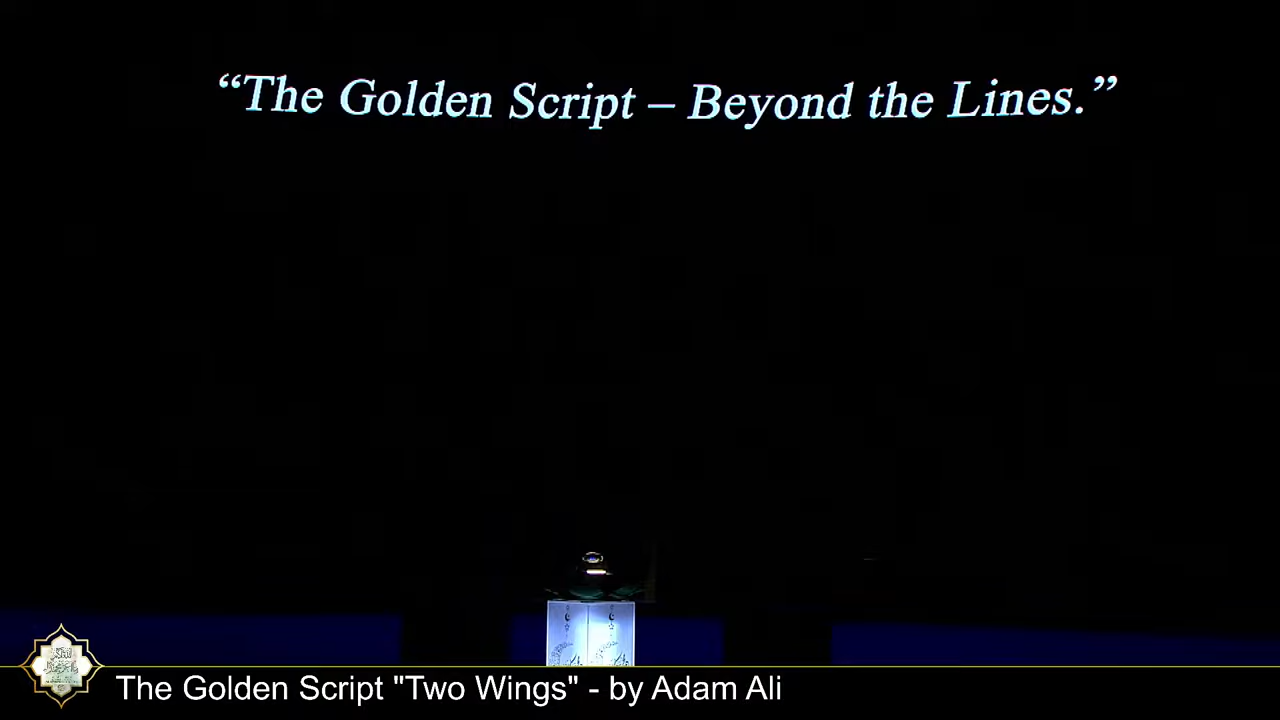 “The Golden Script – Beyond the Lines.”
The Golden Script "Two Wings" - by Adam Ali